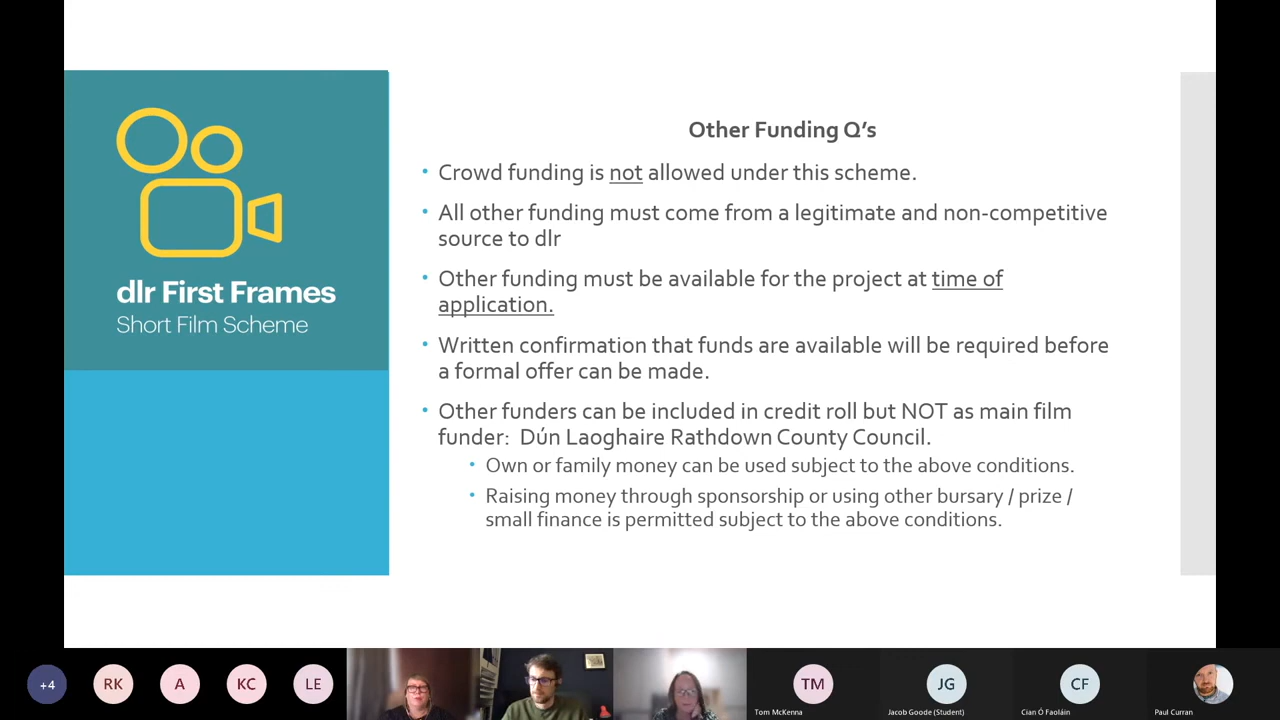 Other Funding Q's
• Crowd funding is not allowed under this scheme.
• All other funding must come from a legitimate and non-competitive
source to dlr
• Other funding must be available for the project at time of
application.
• Written confirmation that funds are available will be required before
a formal offer can be made.
• Other funders can be included in credit roll but NOT as main film
funder: Dún Laoghaire Rathdown County Council.
• Own or family money can be used subject to the above conditions.
• Raising money through sponsorship or using other bursary / prize /
small finance is permitted subject to the above conditions.
dlr First Frames
Short Film Scheme
+4
RK
A
KC
LE
TM
JG
CF
Tom McKenna
Jacob Goode (Student)
Cian Ó Faoláin
Paul Curran